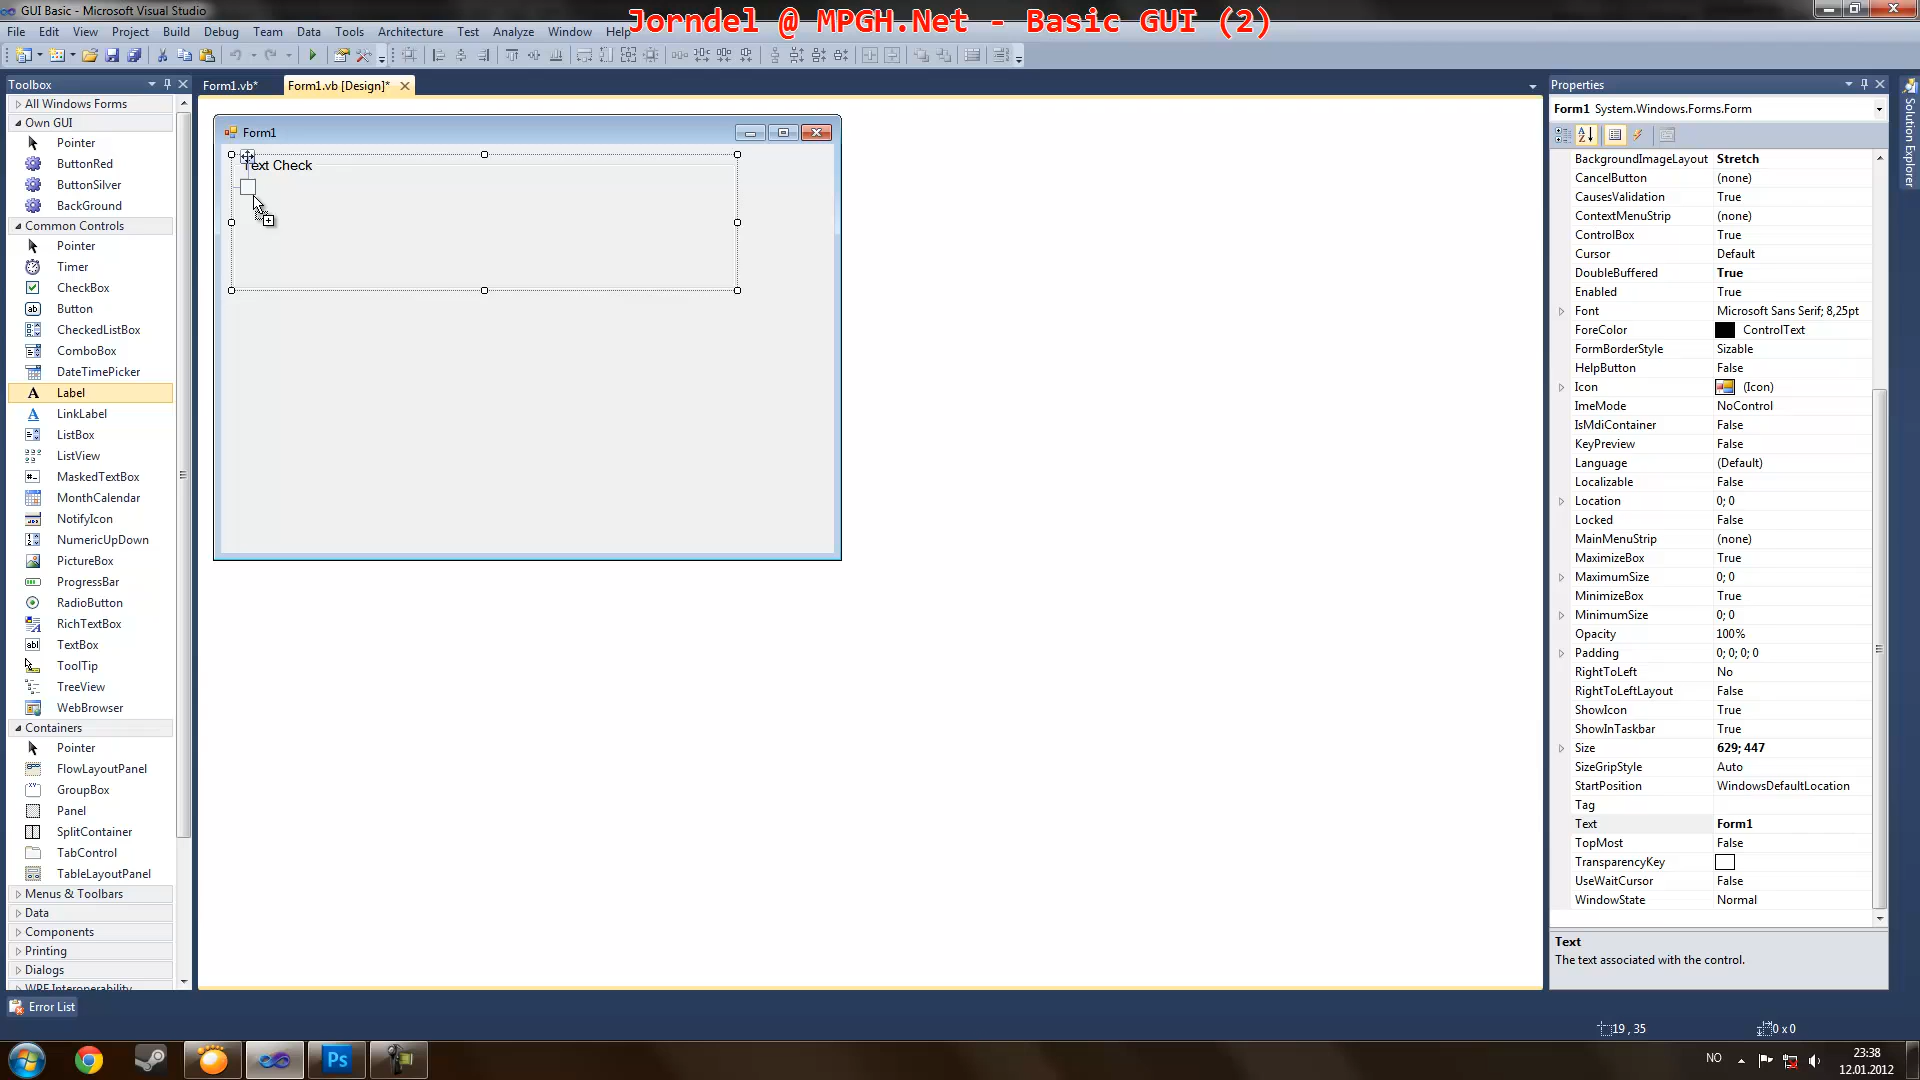 GUI Basic - Microsoft Visual Studio
Jorndel @ MPGH.Net - Basic GUI (2)
File Edit View Project Build Debug Team Data Tools Architecture Test Analyze Window Help
Toolbox
Form1.vb*
Form1.vb [Design]*
Properties
Solution Explorer
All Windows Forms
Own GUI
Pointer
ButtonRed
ButtonSilver
BackGround
Common Controls
Pointer
Timer
CheckBox
Button
CheckedListBox
ComboBox
DateTimePicker
Label
LinkLabel
ListBox
ListView
MaskedTextBox
MonthCalendar
NotifyIcon
NumericUpDown
PictureBox
ProgressBar
RadioButton
RichTextBox
TextBox
ToolTip
TreeView
WebBrowser
Containers
Pointer
FlowLayoutPanel
GroupBox
Panel
SplitContainer
TabControl
TableLayoutPanel
Menus & Toolbars
Data
Components
Printing
Dialogs
WPF Interoperability
Form1
Text Check
Form1 System.Windows.Forms.Form
BackgroundImageLayout Stretch
CancelButton (none)
CausesValidation True
ContextMenuStrip (none)
ControlBox True
Cursor Default
DoubleBuffered True
Enabled True
Font Microsoft Sans Serif; 8,25pt
ForeColor ControlText
FormBorderStyle Sizable
HelpButton False
Icon (Icon)
ImeMode NoControl
IsMdiContainer False
KeyPreview False
Language (Default)
Localizable False
Location 0; 0
Locked False
MainMenuStrip (none)
MaximizeBox True
MaximumSize 0; 0
MinimizeBox True
MinimumSize 0; 0
Opacity 100%
Padding 0; 0; 0; 0
RightToLeft No
RightToLeftLayout False
ShowIcon True
ShowInTaskbar True
Size 629; 447
SizeGripStyle Auto
StartPosition WindowsDefaultLocation
Tag
Text Form1
TopMost False
TransparencyKey
UseWaitCursor False
WindowState Normal
Text
The text associated with the control.
Error List
19 , 35
0 x 0
Ps
NO
23:38
12.01.2012